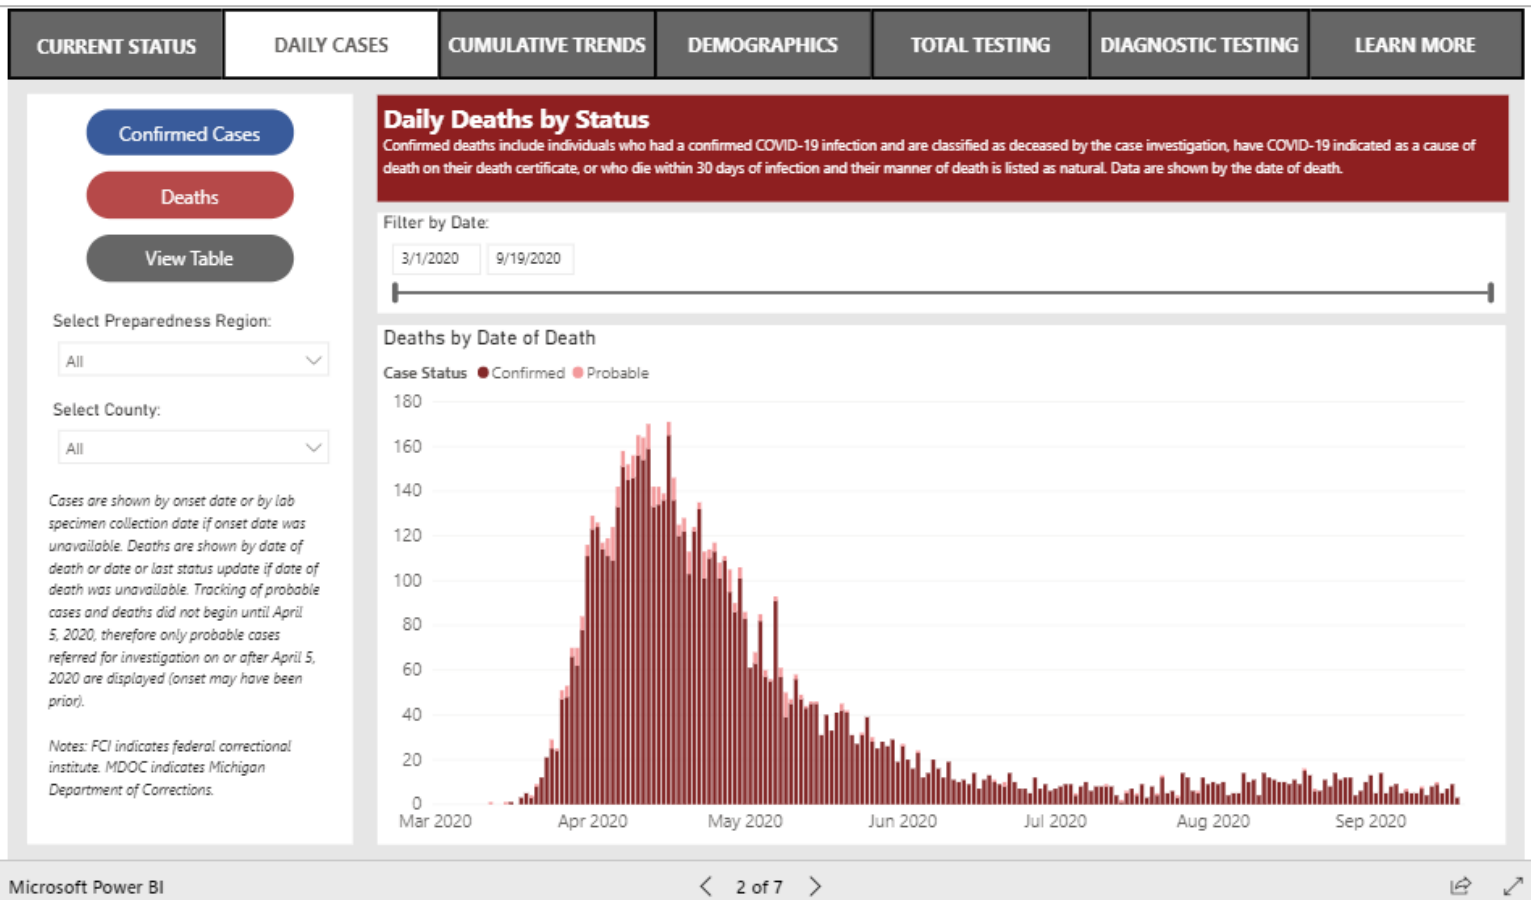 CURRENT STATUS
DAILY CASES
CUMULATIVE TRENDS
DEMOGRAPHICS
TOTAL TESTING
DIAGNOSTIC TESTING
LEARN MORE
Confirmed Cases
Deaths
View Table
Select Preparedness Region:
All
Select County:
All
Cases are shown by onset date or by lab
specimen collection date if onset date was
unavailable. Deaths are shown by date of
death or date or last status update if date of
death was unavailable. Tracking of probable
cases and deaths did not begin until April
5, 2020, therefore only probable cases
referred for investigation on or after April 5,
2020 are displayed (onset may have been
prior).
Notes: FCI indicates federal correctional
institute. MDOC indicates Michigan
Department of Corrections.
Daily Deaths by Status
Confirmed deaths include individuals who had a confirmed COVID-19 infection and are classified as deceased by the case investigation, have COVID-19 indicated as a cause of
death on their death certificate, or who die within 30 days of infection and their manner of death is listed as natural. Data are shown by the date of death.
Filter by Date:
3/1/2020
9/19/2020
Deaths by Date of Death
Case Status Confirmed Probable
180
160
140
120
100
80
60
40
20
0
Mar 2020
Apr 2020
May 2020
Jun 2020
Jul 2020
Aug 2020
Sep 2020
Microsoft Power BI
2 of 7